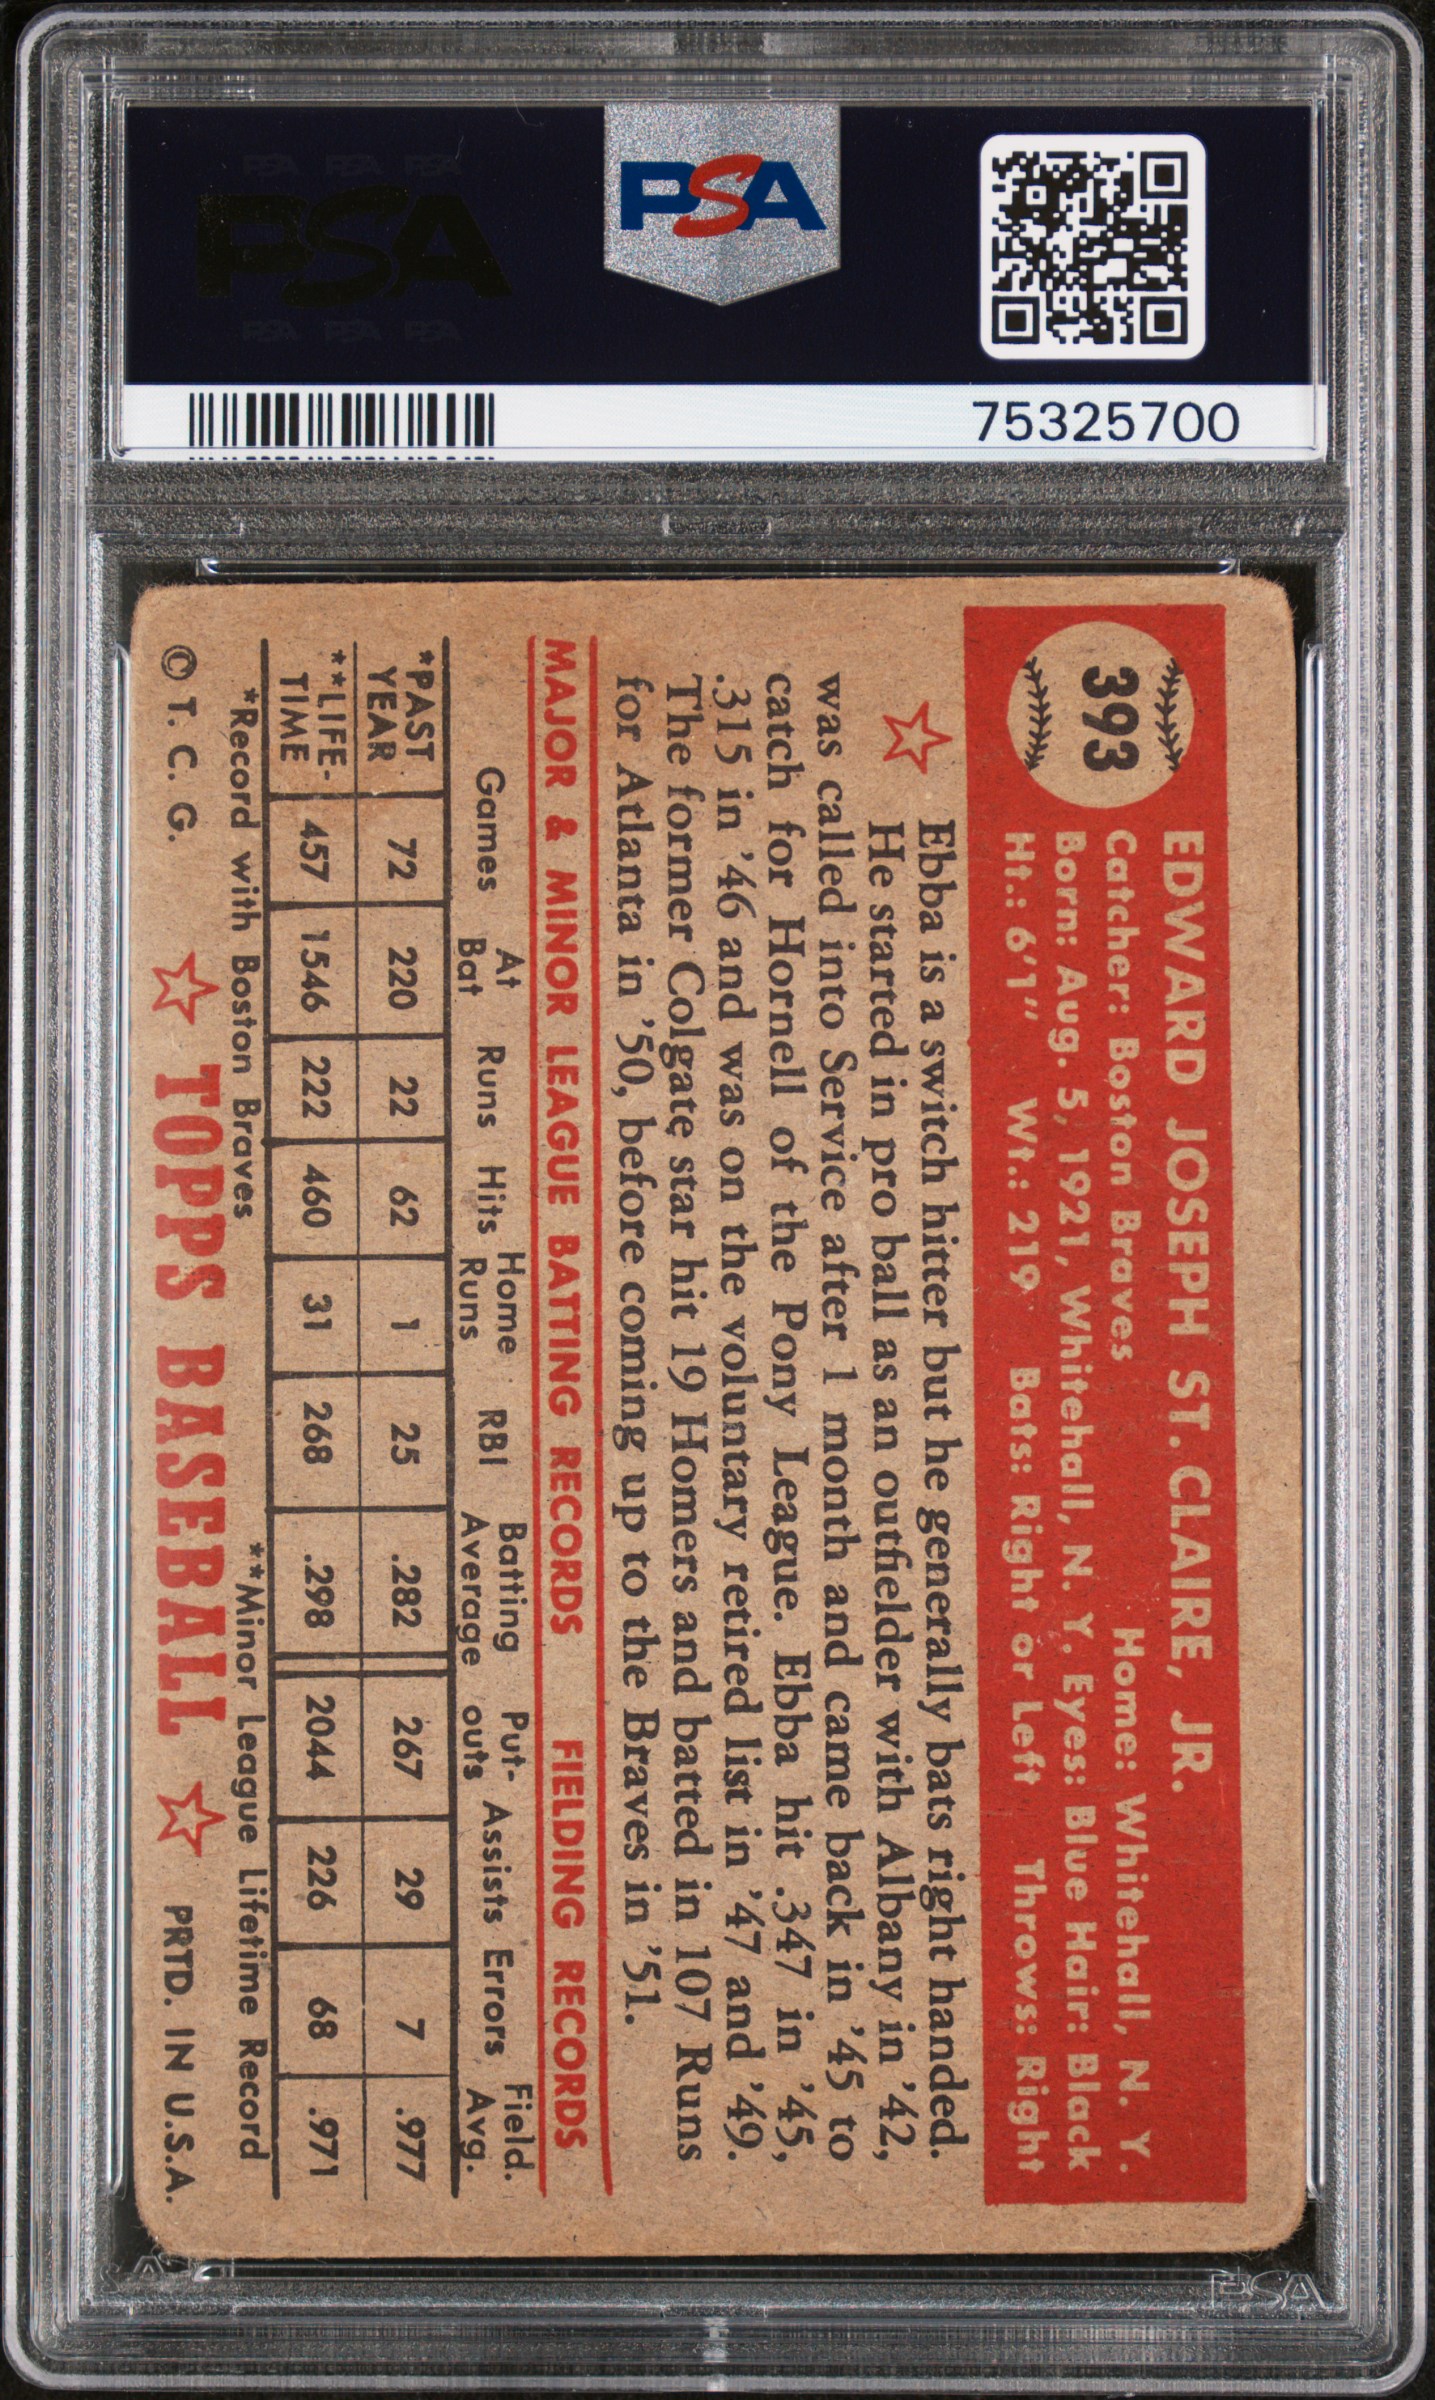 PSA PSA PSA
PSA
PSA PSA PSA
PSA
75325700
393
EDWARD JOSEPH ST. CLAIRE, JR.
Catcher: Boston Braves Home: Whitehall, N. Y.
Born: Aug. 5, 1921, Whitehall, N. Y. Eyes: Blue Hair: Black
Ht.: 6'1" Wt.: 219 Bats: Right or Left Throws: Right
Ebba is a switch hitter but he generally bats right handed.
He started in pro ball as an outfielder with Albany in '42,
was called into Service after 1 month and came back in '45 to
catch for Hornell of the Pony League. Ebba hit .347 in '45,
.315 in '46 and was on the voluntary retired list in '47 and '49.
The former Colgate star hit 19 Homers and batted in 107 Runs
for Atlanta in '50, before coming up to the Braves in '51.
MAJOR & MINOR LEAGUE BATTING RECORDS FIELDING RECORDS
Games At Bat Runs Hits Home Runs RBI Batting Average Put-outs Assists Errors Field. Avg.
*PAST YEAR 72 220 22 62 1 25 .282 267 29 7 .977
**LIFE-TIME 457 1546 222 460 31 268 .298 2044 226 68 .971
*Record with Boston Braves **Minor League Lifetime Record
© T. C. G. TOPPS BASEBALL PRTD. IN U.S.A.
PSA